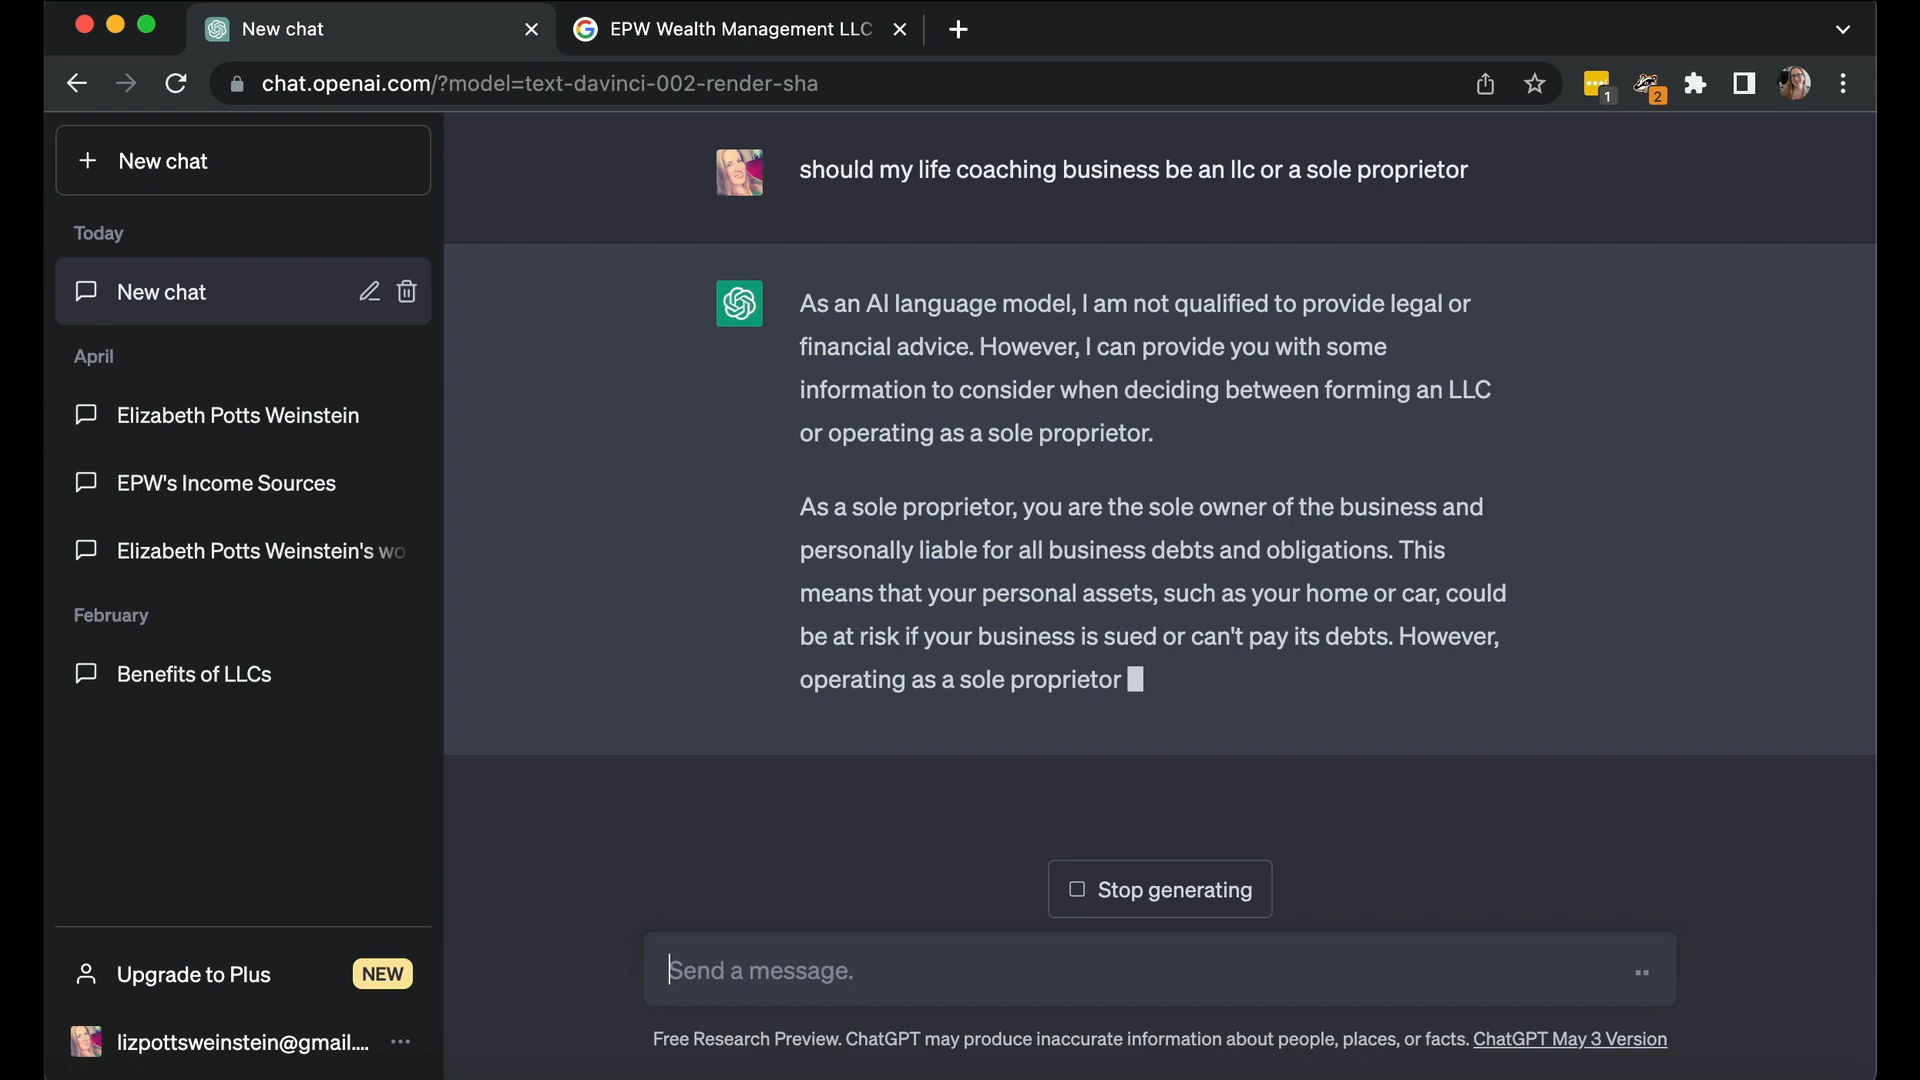 New chat
EPW Wealth Management LLC
chat.openai.com/?model=text-davinci-002-render-sha
1
2
New chat
Today
New chat
April
Elizabeth Potts Weinstein
EPW's Income Sources
Elizabeth Potts Weinstein's wo
February
Benefits of LLCs
Upgrade to Plus
NEW
lizpottsweinstein@gmail....
should my life coaching business be an llc or a sole proprietor
As an AI language model, I am not qualified to provide legal or
financial advice. However, I can provide you with some
information to consider when deciding between forming an LLC
or operating as a sole proprietor.
As a sole proprietor, you are the sole owner of the business and
personally liable for all business debts and obligations. This
means that your personal assets, such as your home or car, could
be at risk if your business is sued or can't pay its debts. However,
operating as a sole proprietor
Stop generating
Send a message.
Free Research Preview. ChatGPT may produce inaccurate information about people, places, or facts. ChatGPT May 3 Version